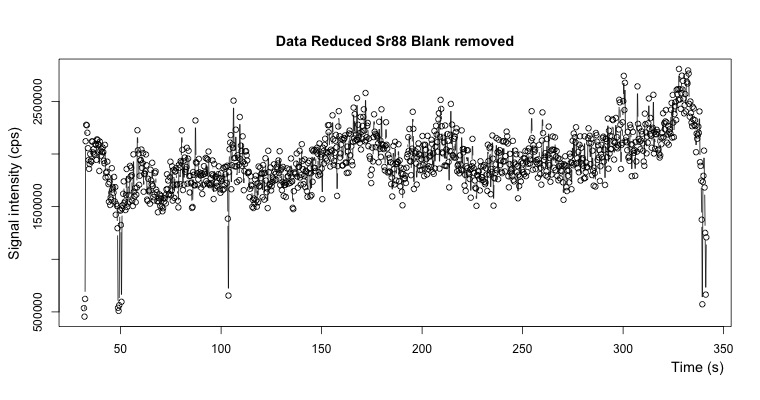 Data Reduced Sr88 Blank removed
Signal intensity (cps)
2500000
1500000
500000
50 100 150 200 250 300 350
Time (s)